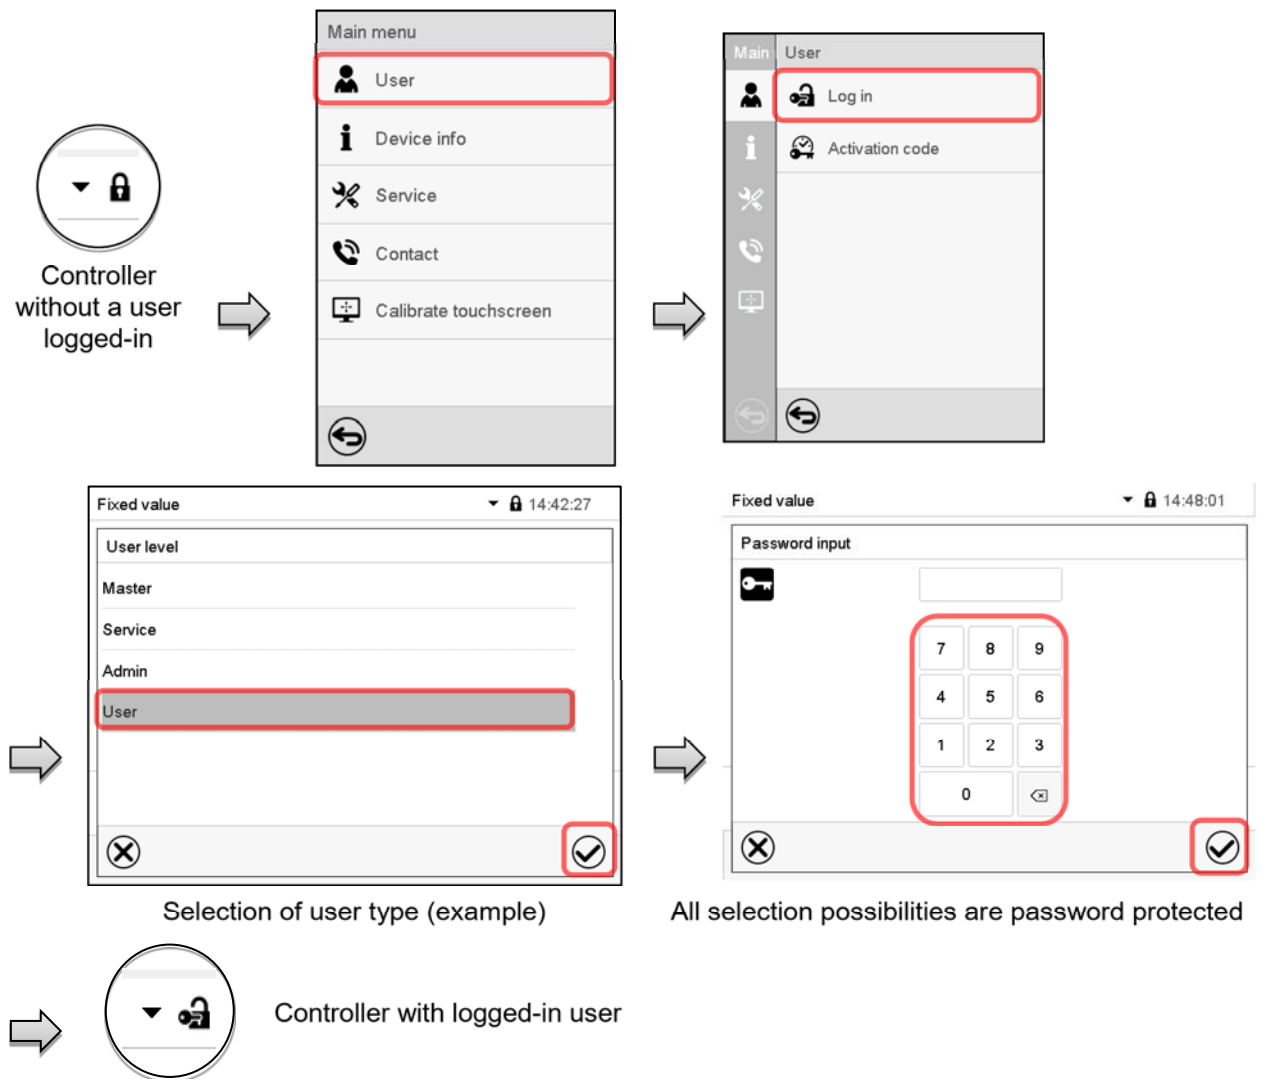 Main menu
User
Device info
Service
Contact
Calibrate touchscreen
Main
User
Log in
Activation code
Controller
without a user
logged-in
Fixed value
14:42:27
User level
Master
Service
Admin
User
Selection of user type (example)
Fixed value
14:48:01
Password input
7 8 9
4 5 6
1 2 3
0
All selection possibilities are password protected
Controller with logged-in user